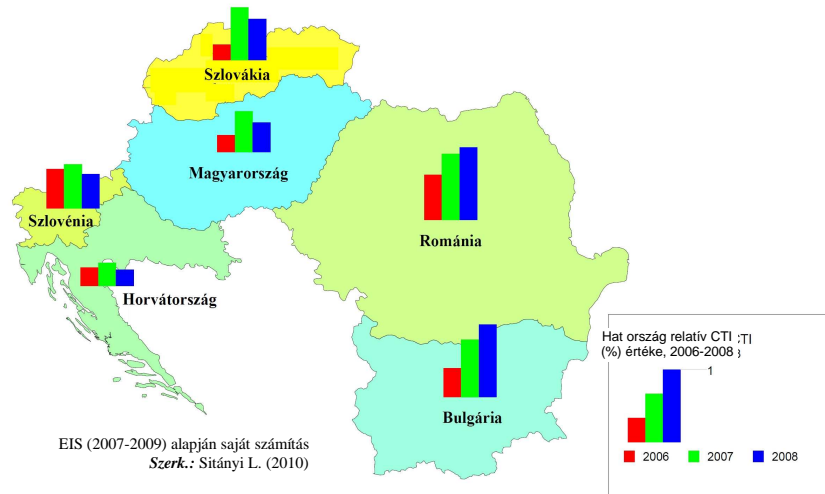 Szlovákia
Magyarország
Szlovénia
Románia
Horvátország
Bulgária
EIS (2007-2009) alapján saját számítás
Szerk.: Sitányi L. (2010)
Hat ország relatív CTI
(%) értéke, 2006-2008
1
2006 2007 2008